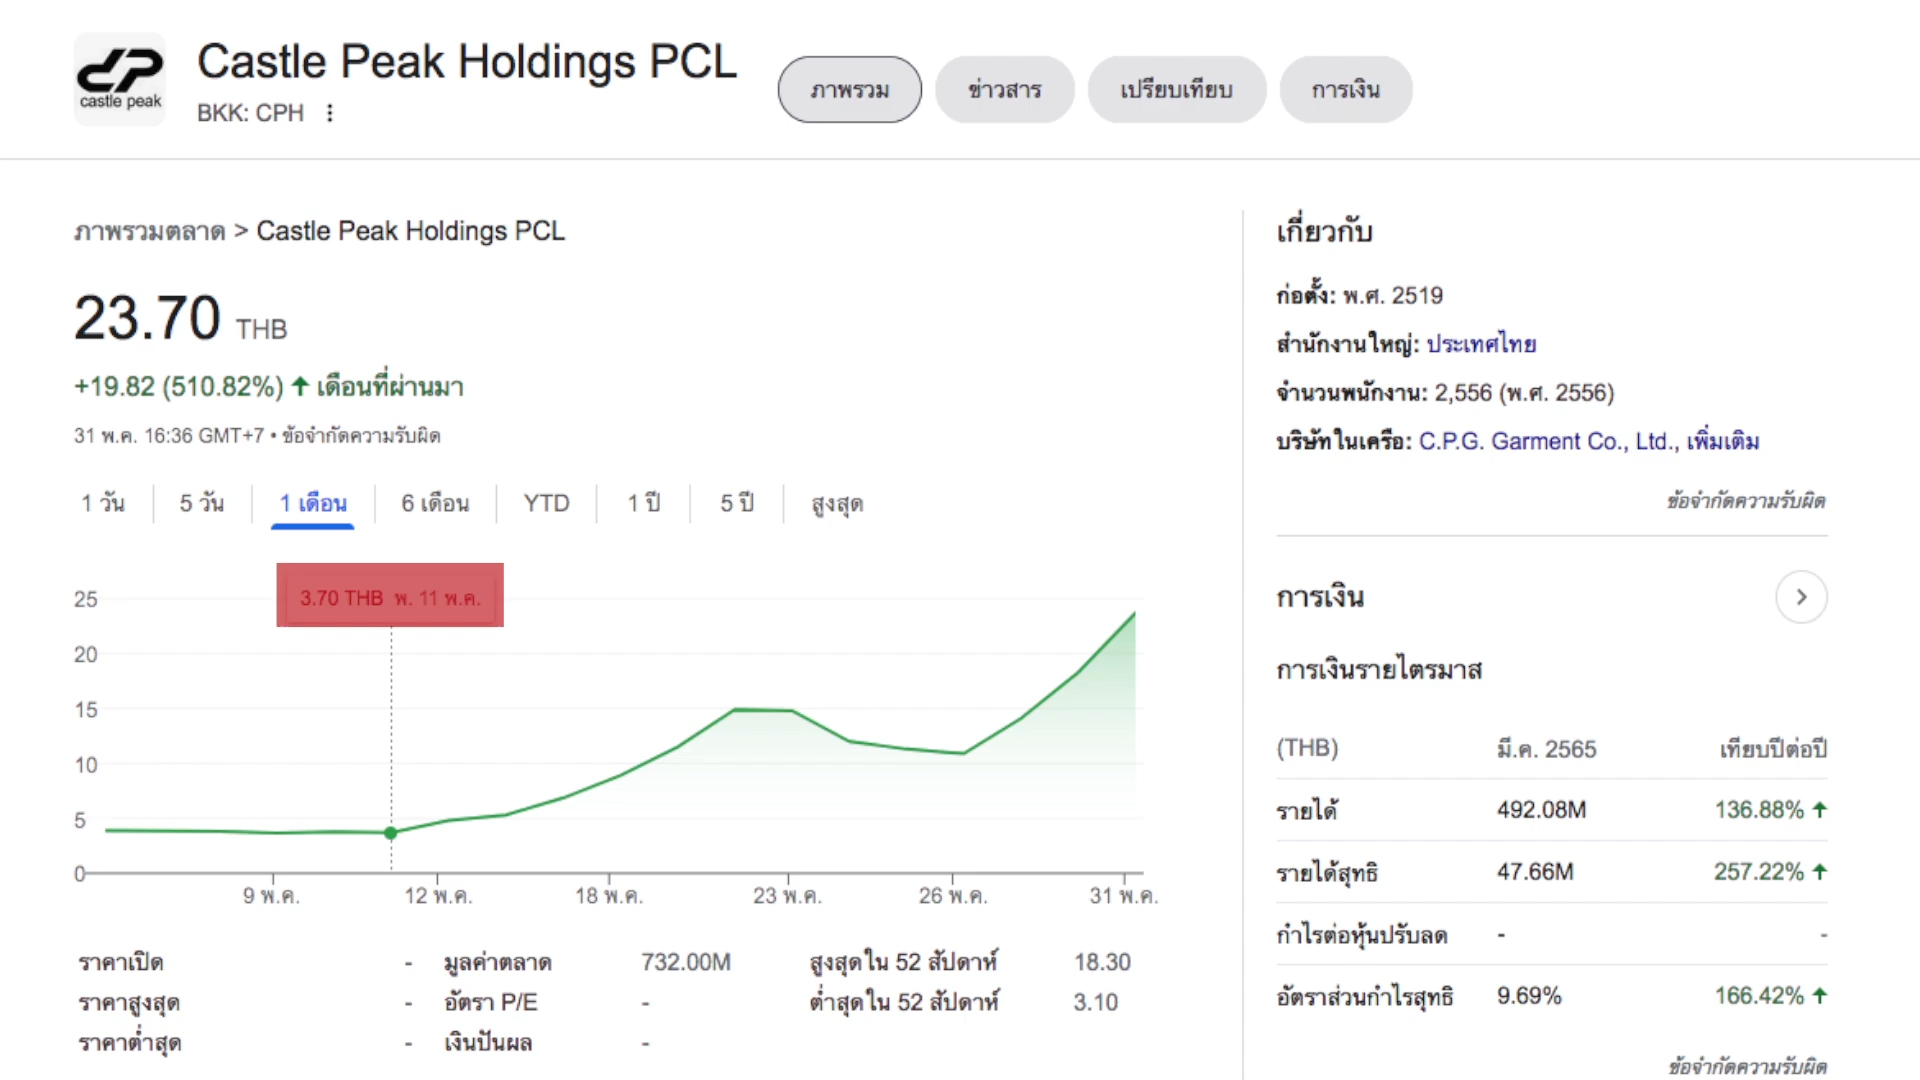 castle peak
Castle Peak Holdings PCL
BKK: CPH
ภาพรวม
ข่าวสาร
เปรียบเทียบ
การเงิน
ภาพรวมตลาด > Castle Peak Holdings PCL
23.70 THB
+19.82 (510.82%) ↑ เดือนที่ผ่านมา
31 พ.ค. 16:36 GMT+7 • ข้อจำกัดความรับผิด
1 วัน
5 วัน
1 เดือน
6 เดือน
YTD
1 ปี
5 ปี
สูงสุด
3.70 THB พ. 11 พ.ค.
25
20
15
10
5
0
9 พ.ค.
12 พ.ค.
18 พ.ค.
23 พ.ค.
26 พ.ค.
31 พ.ค.
ราคาเปิด -
ราคาสูงสุด -
ราคาต่ำสุด -
มูลค่าตลาด 732.00M
อัตรา P/E -
เงินปันผล -
สูงสุดใน 52 สัปดาห์ 18.30
ต่ำสุดใน 52 สัปดาห์ 3.10
เกี่ยวกับ
ก่อตั้ง: พ.ศ. 2519
สำนักงานใหญ่: ประเทศไทย
จำนวนพนักงาน: 2,556 (พ.ศ. 2556)
บริษัทในเครือ: C.P.G. Garment Co., Ltd., เพิ่มเติม
ข้อจำกัดความรับผิด
การเงิน
การเงินรายไตรมาส
(THB) มี.ค. 2565 เทียบปีต่อปี
รายได้ 492.08M 136.88% ↑
รายได้สุทธิ 47.66M 257.22% ↑
กำไรต่อหุ้นปรับลด - -
อัตราส่วนกำไรสุทธิ 9.69% 166.42% ↑
ข้อจำกัดความรับผิด